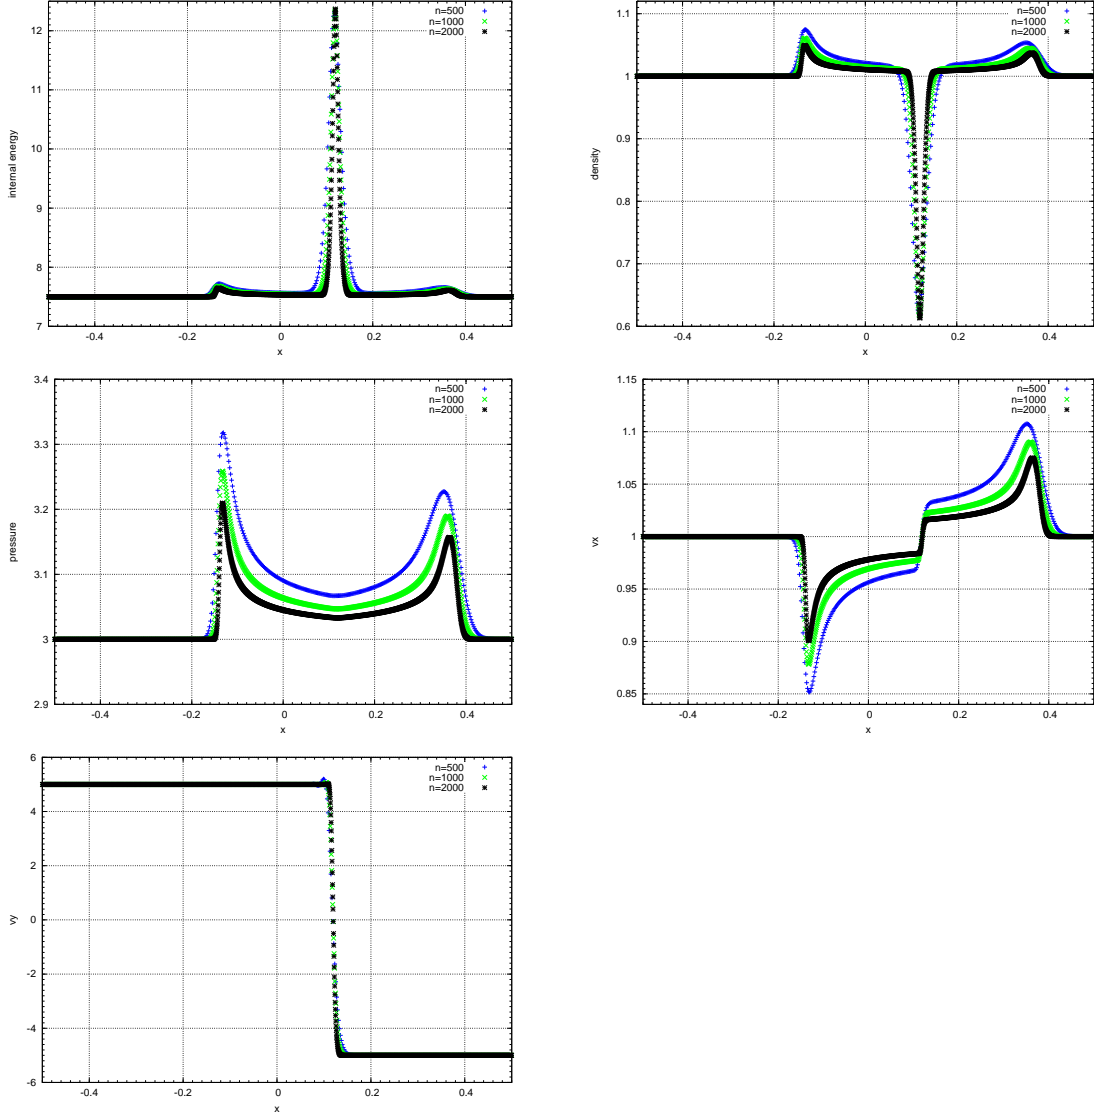 n=500
n=1000
n=2000
internal energy
12
11
10
9
8
7
-0.4 -0.2 0 0.2 0.4
x
n=500
n=1000
n=2000
density
1.1
1
0.9
0.8
0.7
0.6
-0.4 -0.2 0 0.2 0.4
x
n=500
n=1000
n=2000
pressure
3.4
3.3
3.2
3.1
3
2.9
-0.4 -0.2 0 0.2 0.4
x
n=500
n=1000
n=2000
vx
1.15
1.1
1.05
1
0.95
0.9
0.85
-0.4 -0.2 0 0.2 0.4
x
n=500
n=1000
n=2000
vy
6
4
2
0
-2
-4
-6
-0.4 -0.2 0 0.2 0.4
x